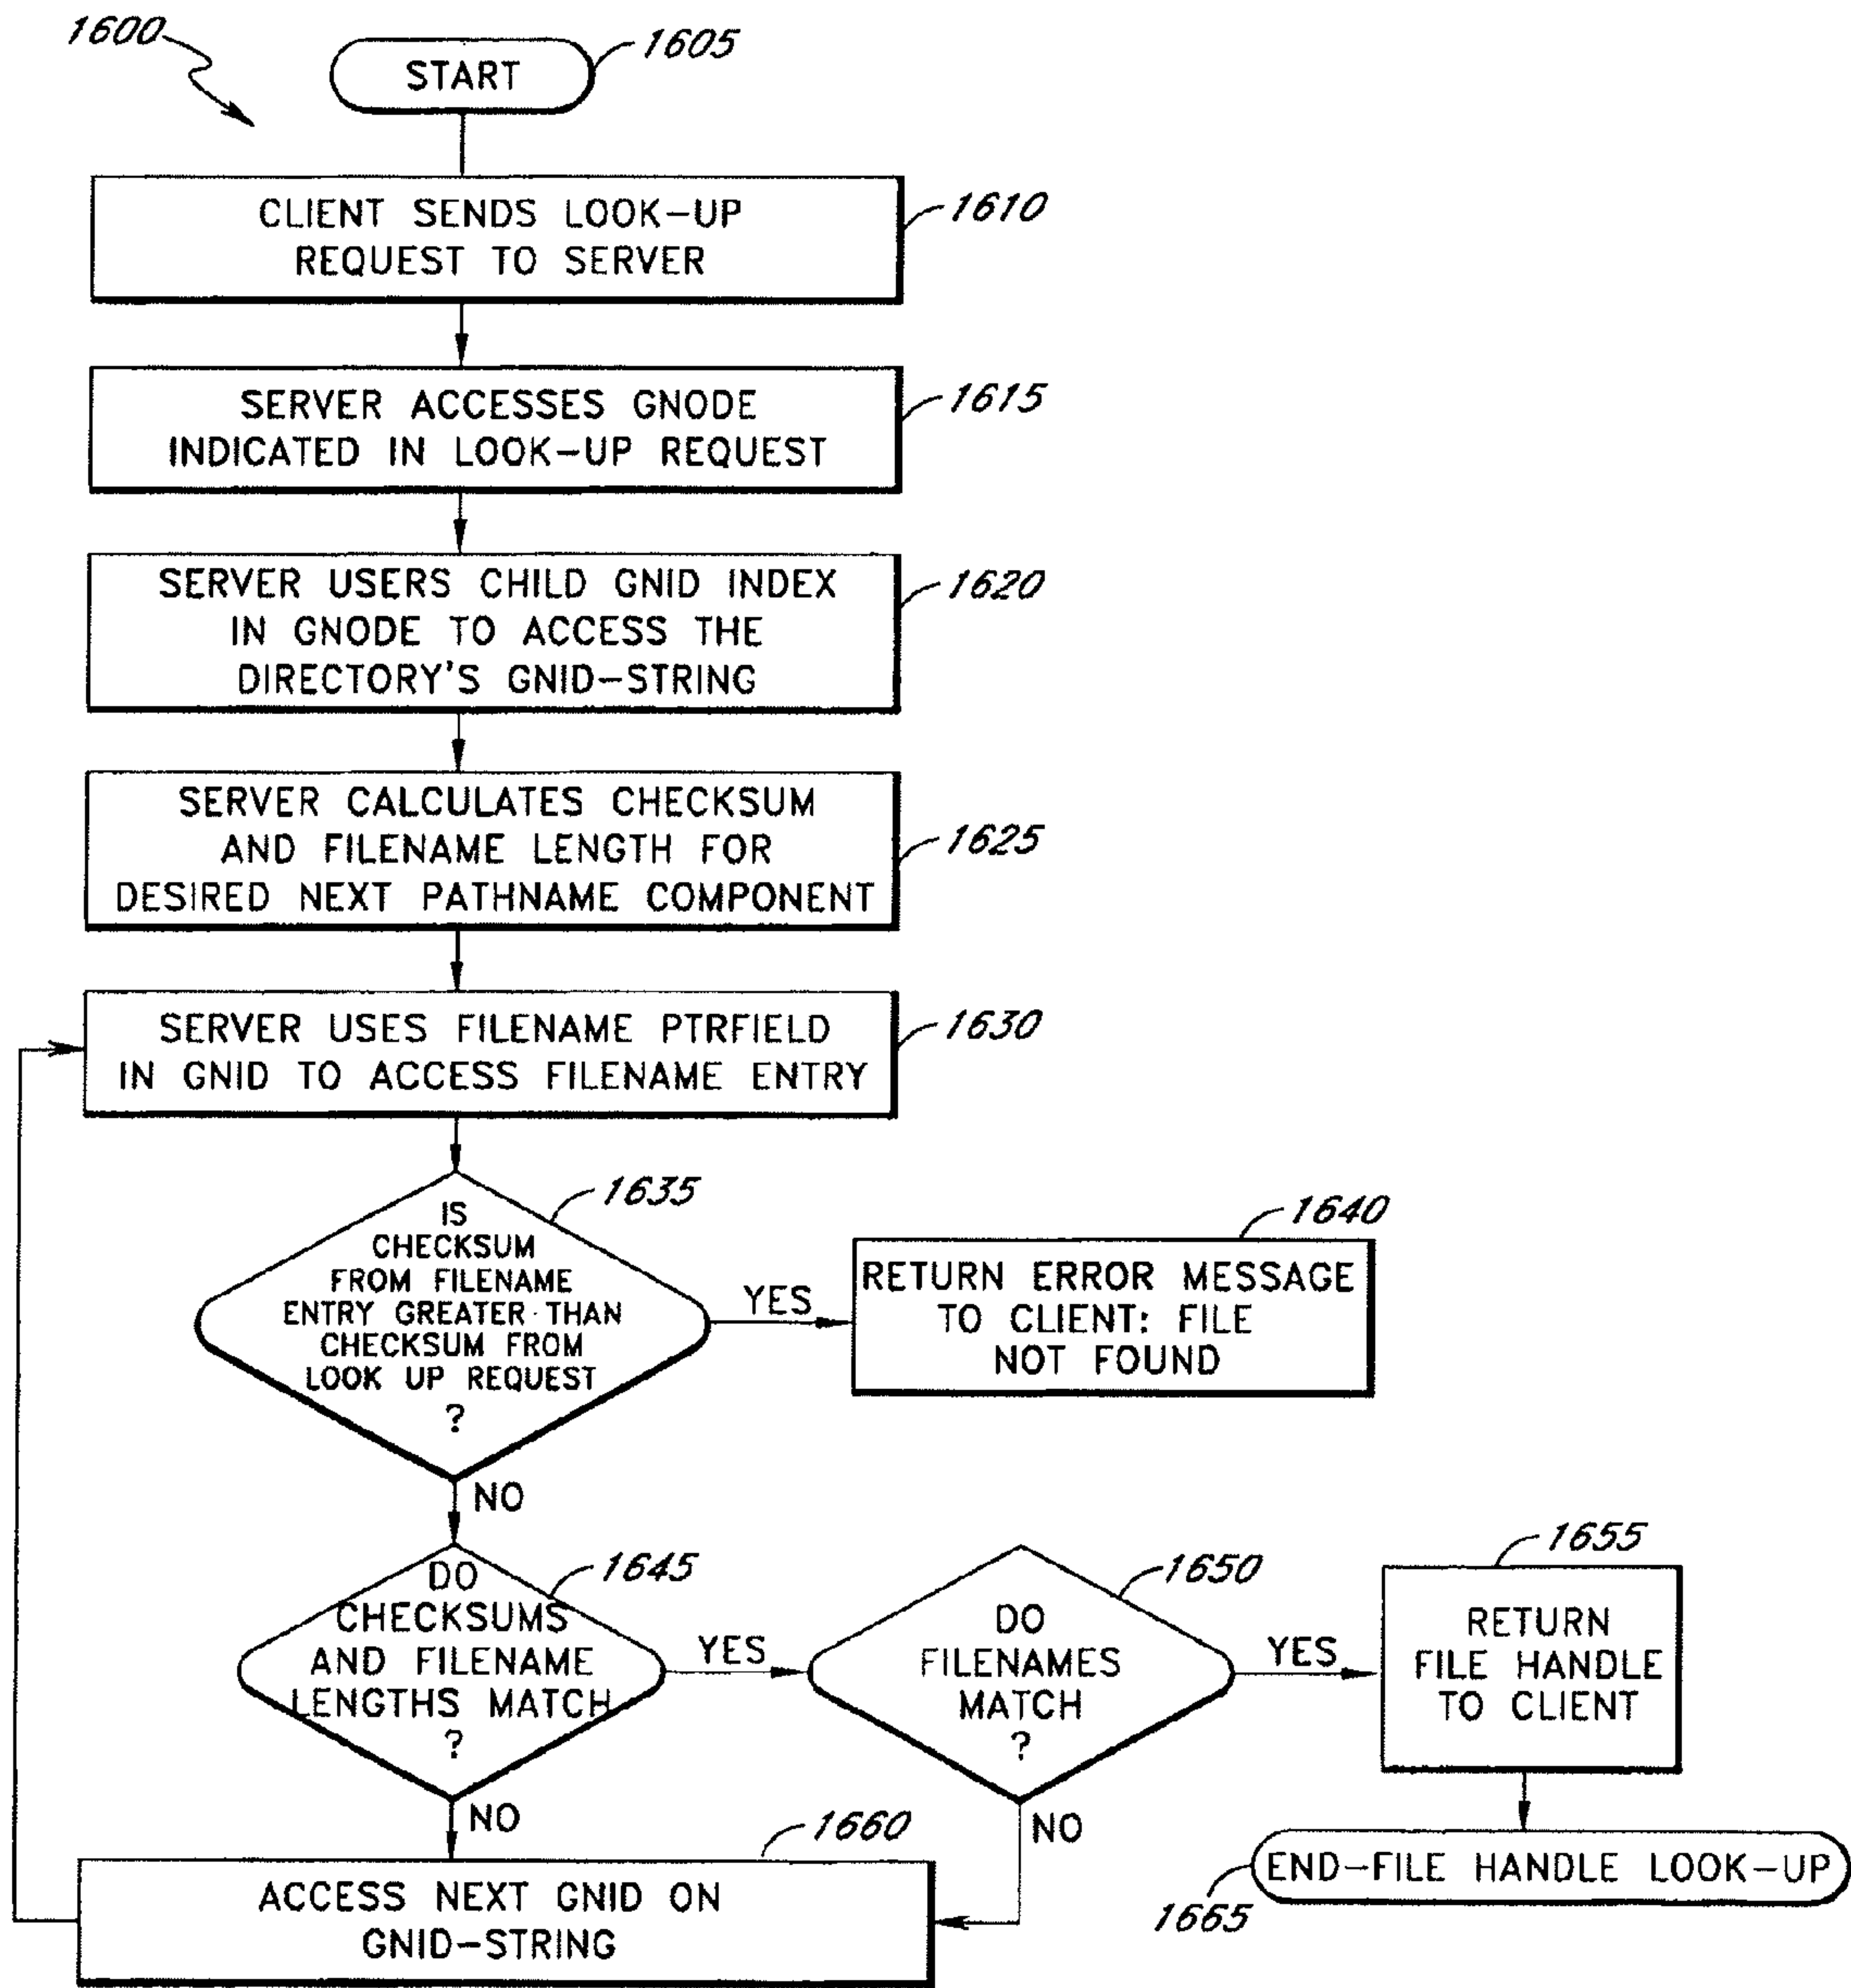 1600
START
1605
CLIENT SENDS LOOK-UP
REQUEST TO SERVER
1610
SERVER ACCESSES GNODE
INDICATED IN LOOK-UP REQUEST
1615
SERVER USERS CHILD GNID INDEX
IN GNODE TO ACCESS THE
DIRECTORY'S GNID-STRING
1620
SERVER CALCULATES CHECKSUM
AND FILENAME LENGTH FOR
DESIRED NEXT PATHNAME COMPONENT
1625
SERVER USES FILENAME PTRFIELD
IN GNID TO ACCESS FILENAME ENTRY
1630
IS
CHECKSUM
FROM FILENAME
ENTRY GREATER THAN
CHECKSUM FROM
LOOK UP REQUEST
?
1635
YES
NO
RETURN ERROR MESSAGE
TO CLIENT: FILE
NOT FOUND
1640
DO
CHECKSUMS
AND FILENAME
LENGTHS MATCH
?
1645
YES
NO
DO
FILENAMES
MATCH
?
1650
YES
NO
RETURN
FILE HANDLE
TO CLIENT
1655
ACCESS NEXT GNID ON
GNID-STRING
1660
END-FILE HANDLE LOOK-UP
1665